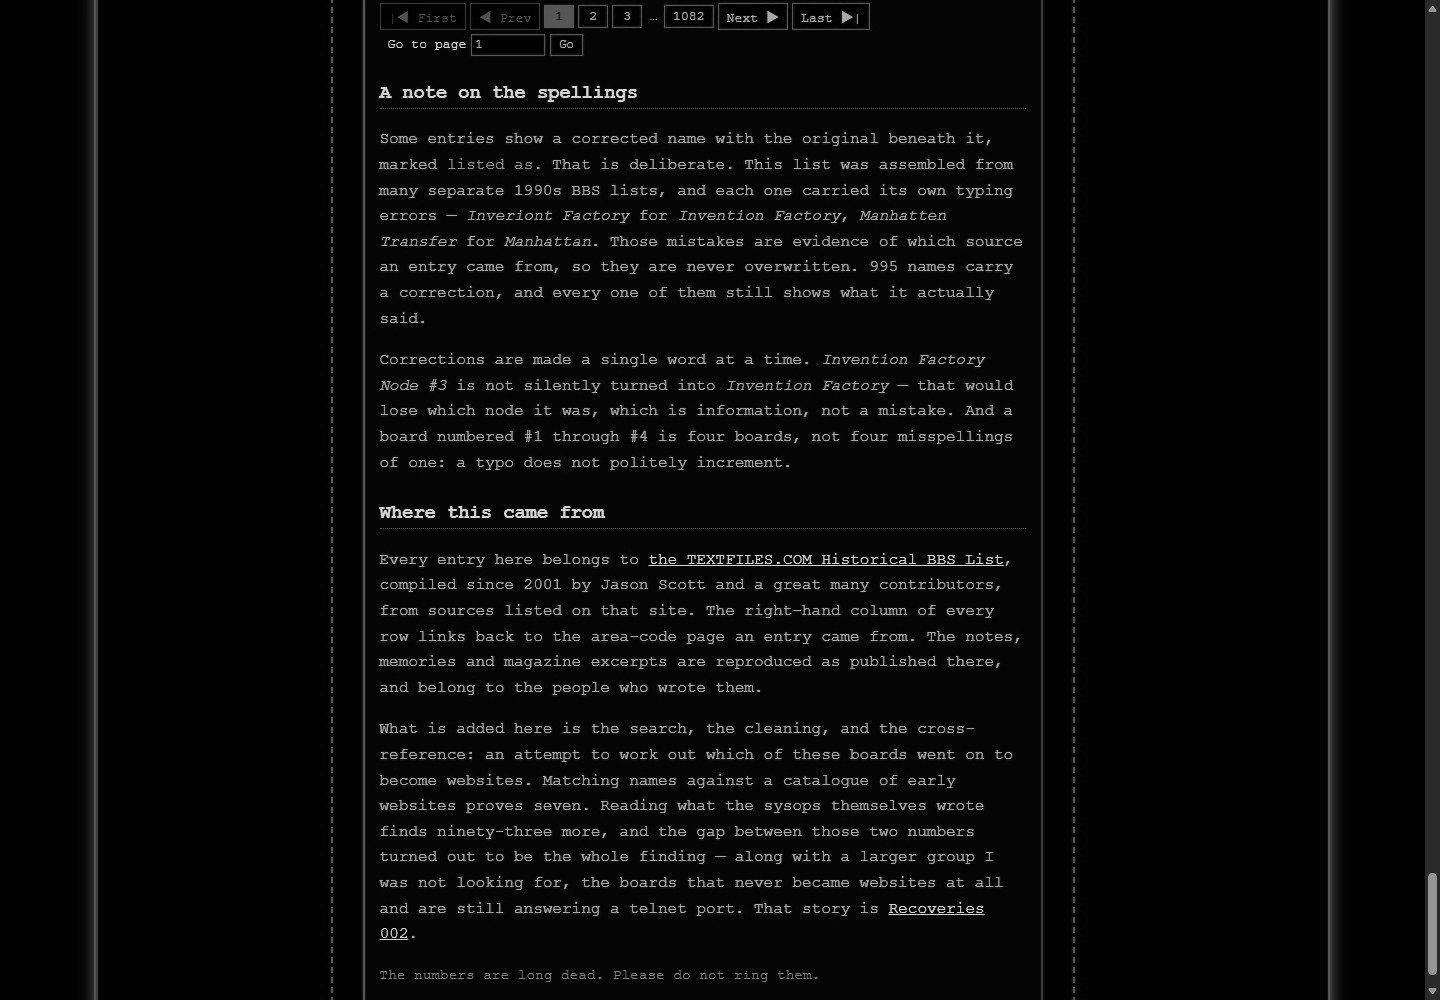 |◀ First ◀ Prev 1 2 3 … 1082 Next ▶ Last ▶|
Go to page 1 Go
A note on the spellings
Some entries show a corrected name with the original beneath it,
marked listed as. That is deliberate. This list was assembled from
many separate 1990s BBS lists, and each one carried its own typing
errors — Inveriont Factory for Invention Factory, Manhatten
Transfer for Manhattan. Those mistakes are evidence of which source
an entry came from, so they are never overwritten. 995 names carry
a correction, and every one of them still shows what it actually
said.
Corrections are made a single word at a time. Invention Factory
Node #3 is not silently turned into Invention Factory — that would
lose which node it was, which is information, not a mistake. And a
board numbered #1 through #4 is four boards, not four misspellings
of one: a typo does not politely increment.
Where this came from
Every entry here belongs to the TEXTFILES.COM Historical BBS List,
compiled since 2001 by Jason Scott and a great many contributors,
from sources listed on that site. The right-hand column of every
row links back to the area-code page an entry came from. The notes,
memories and magazine excerpts are reproduced as published there,
and belong to the people who wrote them.
What is added here is the search, the cleaning, and the cross-
reference: an attempt to work out which of these boards went on to
become websites. Matching names against a catalogue of early
websites proves seven. Reading what the sysops themselves wrote
finds ninety-three more, and the gap between those two numbers
turned out to be the whole finding — along with a larger group I
was not looking for, the boards that never became websites at all
and are still answering a telnet port. That story is Recoveries
002.
The numbers are long dead. Please do not ring them.